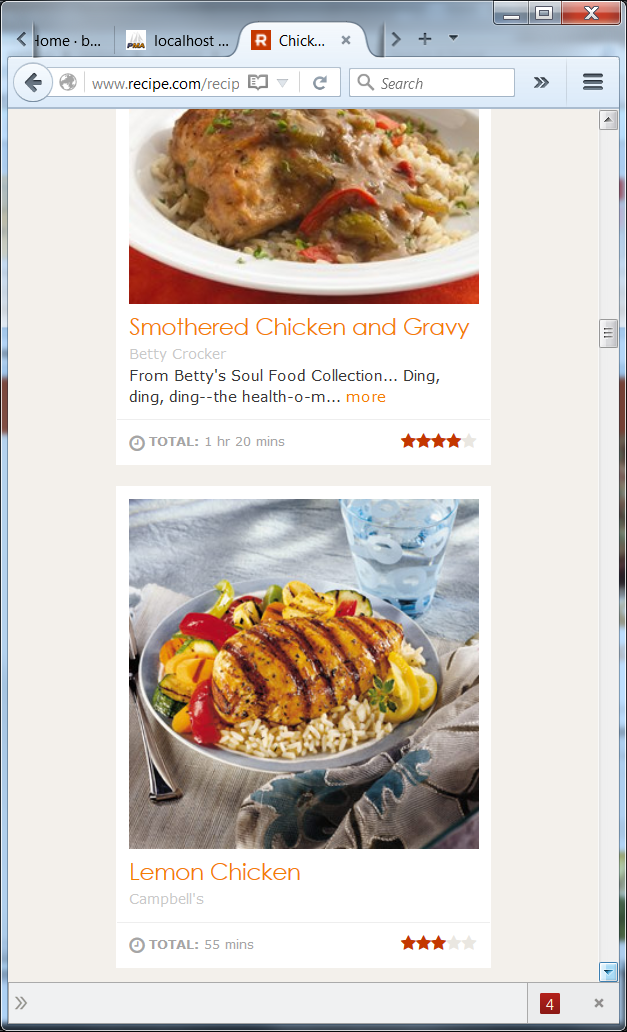 Home · b...
PMA
localhost ...
R
Chick...
www.recipe.com/recip
Search
Smothered Chicken and Gravy
Betty Crocker
From Betty's Soul Food Collection... Ding,
ding, ding--the health-o-m... more
TOTAL: 1 hr 20 mins
Lemon Chicken
Campbell's
TOTAL: 55 mins
4